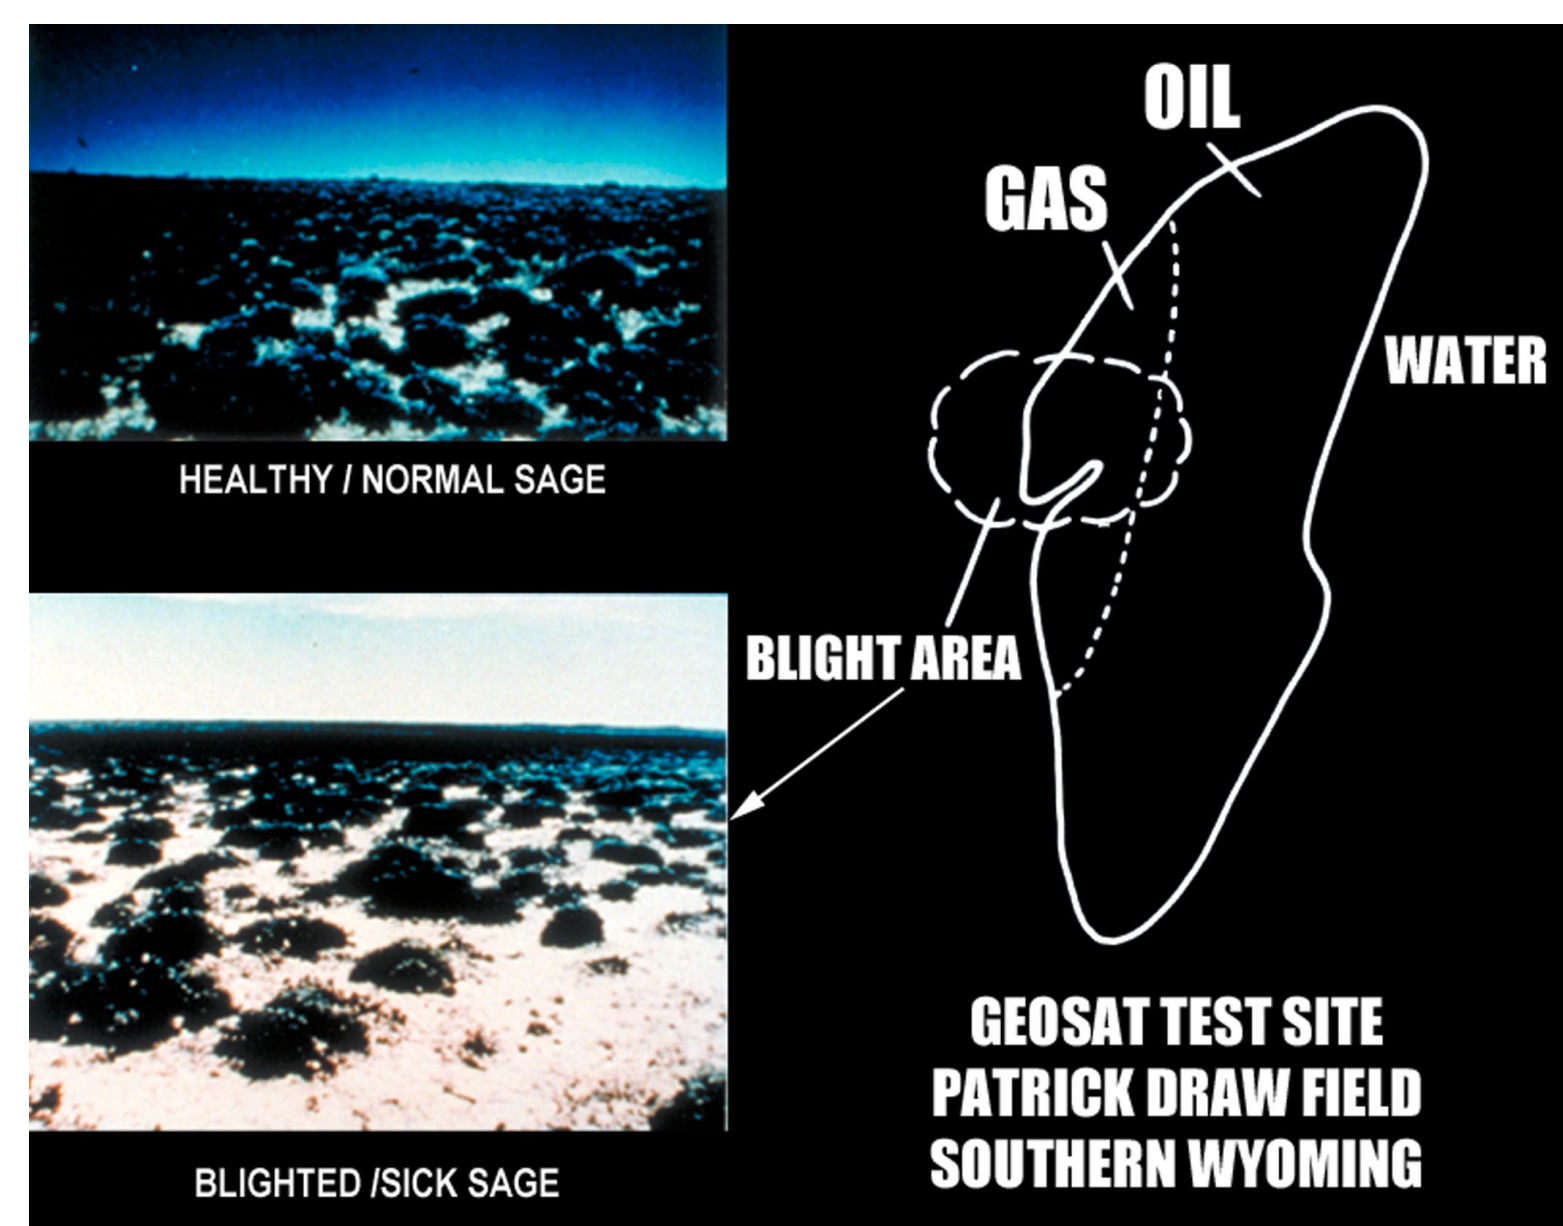 HEALTHY / NORMAL SAGE
BLIGHTED /SICK SAGE
OIL
GAS
WATER
BLIGHT AREA
GEOSAT TEST SITE
PATRICK DRAW FIELD
SOUTHERN WYOMING